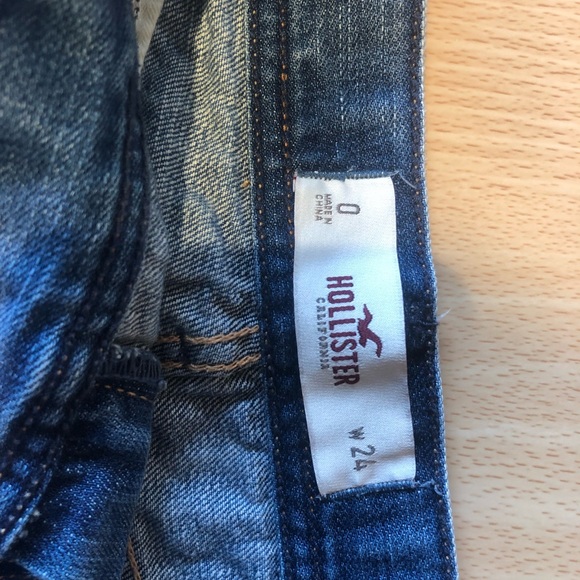 0
MADE IN
CHINA
HOLLISTER
CALIFORNIA
W 24